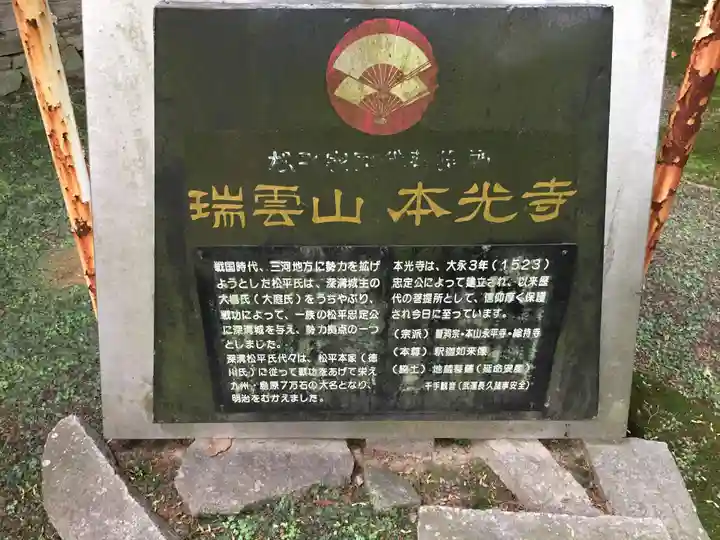 瑞雲山 本光寺
戦国時代、三河地方に勢力を拡げ
ようとした松平氏は、深溝城主の
大場氏(大庭氏)をうちやぶり、
戦功によって、一族の松平忠定公
に深溝城を与え、勢力拠点の一つ
としました。
深溝松平氏代々は、松平本家(徳
川氏)に従って戦功をあげて栄え
九州・島原7万石の大名となり、
明治をむかえました。
本光寺は、大永3年(1523)
忠定公によって建立され、以来歴
代の菩提所として、信仰厚く保護
され今日に至っています。
(宗派)曹洞宗・本山永平寺・總持寺
(本尊)釈迦如来像
(脇士)地蔵菩薩(延命安産)
千手観音(武運長久諸事安全)